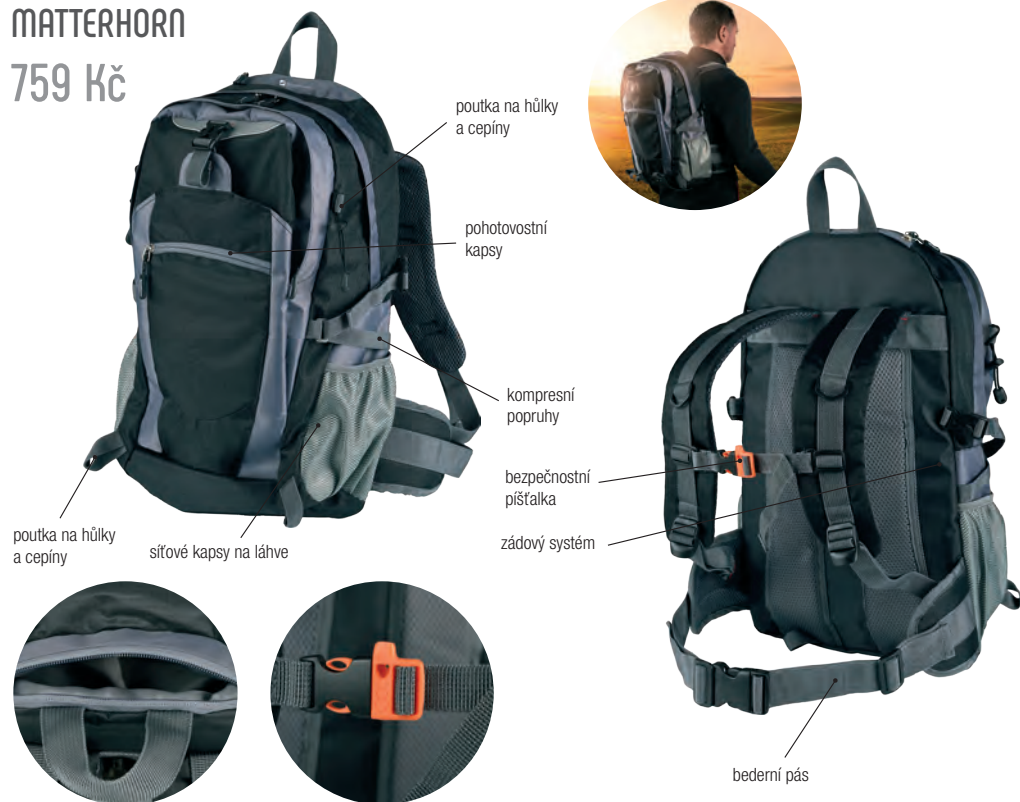 MATTERHORN
759 Kč
poutka na hůlky
a cepíny
pohotovostní
kapsy
kompresní
popruhy
bezpečnostní
píšťalka
zádový systém
poutka na hůlky
a cepíny
síťové kapsy na láhve
bederní pás